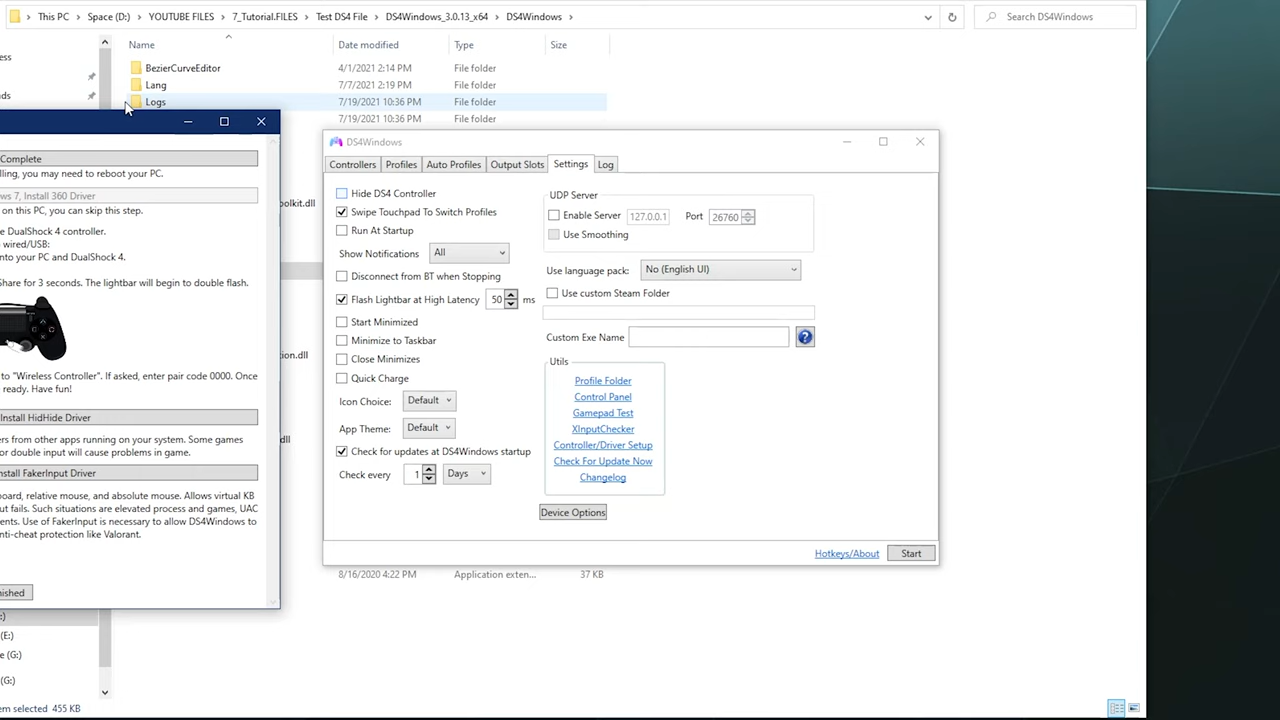 This PC > Space (D:) > YOUTUBE FILES > 7_Tutorial.FILES > Test DS4 File > DS4Windows_3.0.13_x64 > DS4Windows >
Search DS4Windows
Name
Date modified
Type
Size
BezierCurveEditor
4/1/2021 2:14 PM
File folder
Lang
7/7/2021 2:19 PM
File folder
Logs
7/19/2021 10:36 PM
File folder
7/19/2021 10:36 PM
File folder
Complete
lling, you may need to reboot your PC.
ws 7, Install 360 Driver
on this PC, you can skip this step.
e DualShock 4 controller.
wired/USB:
nto your PC and DualShock 4.
Share for 3 seconds. The lightbar will begin to double flash.
to "Wireless Controller". If asked, enter pair code 0000. Once
ready. Have fun!
Install HidHide Driver
ers from other apps running on your system. Some games
or double input will cause problems in game.
nstall FakerInput Driver
oard, relative mouse, and absolute mouse. Allows virtual KB
ut fails. Such situations are elevated process and games, UAC
ents. Use of FakerInput is necessary to allow DS4Windows to
nti-cheat protection like Valorant.
nished
oolkit.dll
tion.dll
dll
DS4Windows
Controllers
Profiles
Auto Profiles
Output Slots
Settings
Log
Hide DS4 Controller
Swipe Touchpad To Switch Profiles
Run At Startup
Show Notifications
All
Disconnect from BT when Stopping
Flash Lightbar at High Latency
50
ms
Start Minimized
Minimize to Taskbar
Close Minimizes
Quick Charge
Icon Choice:
Default
App Theme:
Default
Check for updates at DS4Windows startup
Check every
1
Days
UDP Server
Enable Server
127.0.0.1
Port
26760
Use Smoothing
Use language pack:
No (English UI)
Use custom Steam Folder
Custom Exe Name
?
Utils
Profile Folder
Control Panel
Gamepad Test
XInputChecker
Controller/Driver Setup
Check For Update Now
Changelog
Device Options
Hotkeys/About
Start
8/16/2020 4:22 PM
Application exten...
37 KB
ess
ds
:)
(E:)
e (G:)
(G:)
em selected 455 KB